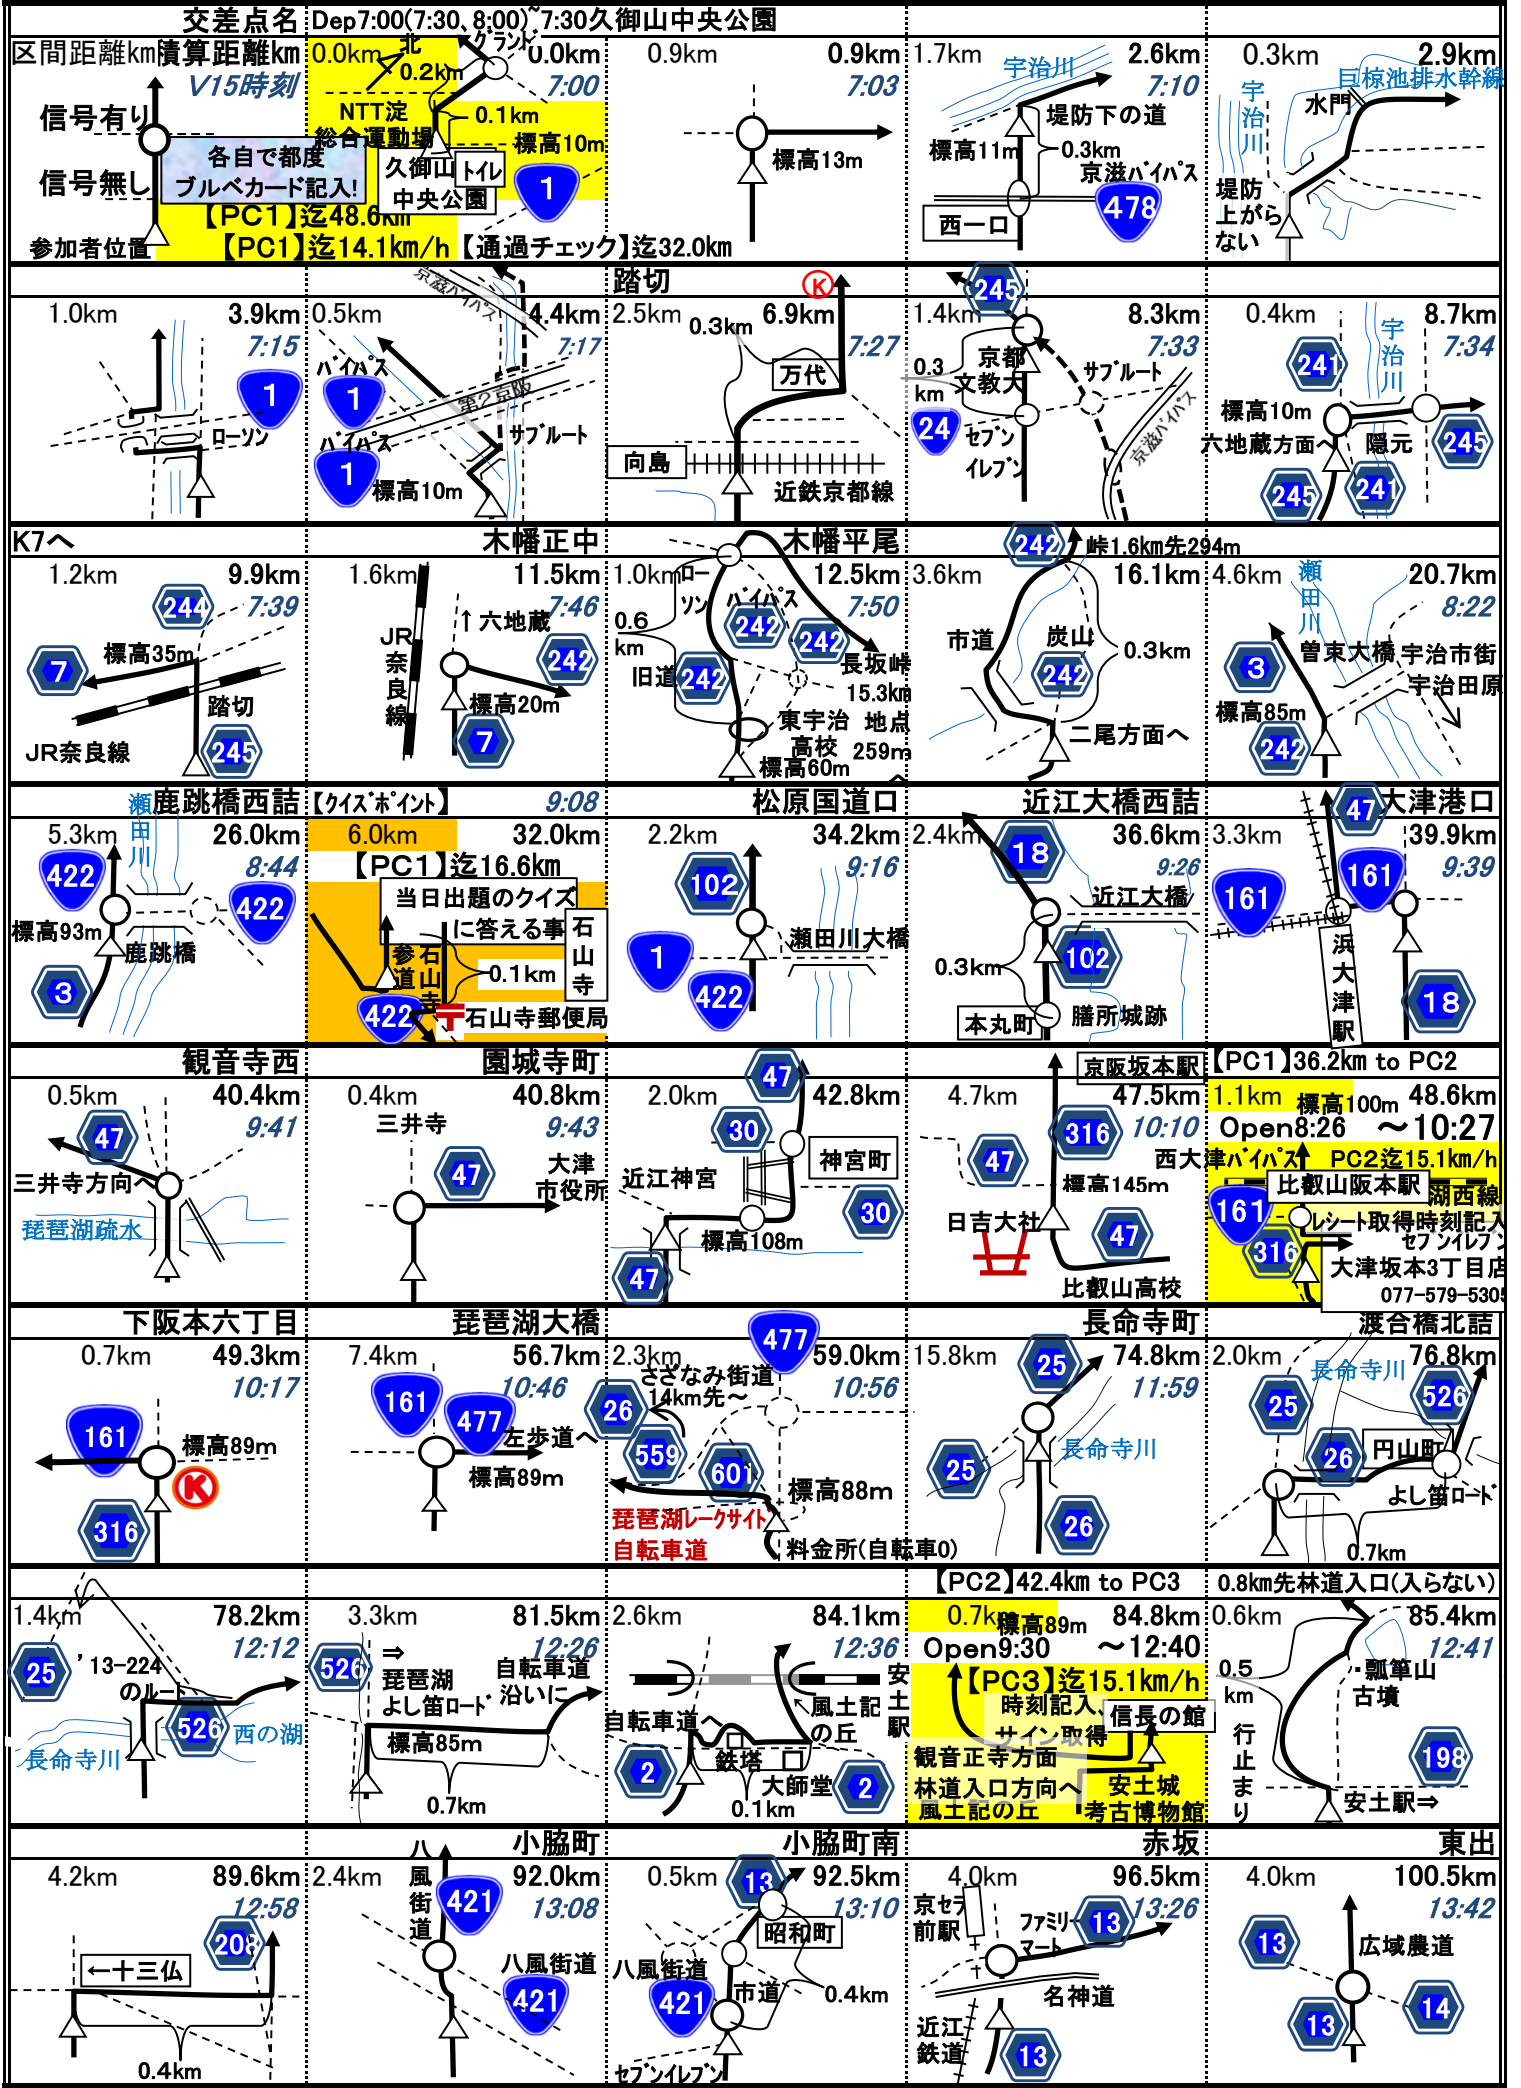 交差点名
Dep7:00(7:30、8:00)~7:30久御山中央公園
区間距離km
積算距離km
V15時刻
信号有り
信号無し
参加者位置
各自で都度
ブルベカード記入!
【PC1】迄48.6km
【PC1】迄14.1km/h
【通過チェック】迄32.0km
0.0km
北
グランド
0.0km
0.2km
7:00
NTT淀
総合運動場
0.1km
標高10m
久御山
中央公園
トイレ
1
0.9km
0.9km
7:03
標高13m
1.7km
2.6km
宇治川
7:10
堤防下の道
標高11m
0.3km
京滋バイパス
478
西一口
0.3km
2.9km
巨椋池排水幹線
宇治川
水門
堤防
上がら
ない
1.0km
3.9km
7:15
1
ローソン
0.5km
4.4km
京滋バイパス
7:17
バイパス
1
第2京阪
バイパス
1
サブルート
標高10m
踏切
K
2.5km
6.9km
0.3km
7:27
万代
向島
近鉄京都線
245
1.4km
8.3km
7:33
0.3
km
京都
文教大
サブルート
24
セブン
イレブン
京滋バイパス
0.4km
8.7km
7:34
宇治川
241
標高10m
六地蔵方面へ
隠元
245
245
241
K7へ
1.2km
9.9km
7:39
244
標高35m
7
踏切
JR奈良線
245
木幡正中
1.6km
11.5km
7:46
↑六地蔵
JR奈良線
242
標高20m
7
木幡平尾
1.0km
12.5km
7:50
ローソン
バイパス
0.6
km
242
242
旧道
242
長坂峠
15.3km
地点
259m
東宇治
高校
標高60m
242
峠1.6km先294m
3.6km
16.1km
市道
炭山
242
0.3km
二尾方面へ
4.6km
20.7km
8:22
瀬田川
3
曽束大橋
宇治市街
宇治田原
標高85m
242
鹿跳橋西詰
5.3km
26.0km
8:44
瀬田川
422
422
標高93m
鹿跳橋
3
【クイズポイント】
9:08
6.0km
32.0km
【PC1】迄16.6km
当日出題のクイズ
に答える事
石山寺
参道
石山寺
0.1km
422
石山寺郵便局
松原国道口
2.2km
34.2km
9:16
102
1
422
瀬田川大橋
近江大橋西詰
2.4km
36.6km
9:26
18
近江大橋
102
0.3km
本丸町
膳所城跡
大津港口
3.3km
39.9km
9:39
47
161
161
浜大津駅
18
観音寺西
0.5km
40.4km
9:41
47
三井寺方向へ
琵琶湖疏水
園城寺町
0.4km
40.8km
9:43
三井寺
47
大津
市役所
2.0km
42.8km
47
30
神宮町
近江神宮
30
標高108m
47
京阪坂本駅
4.7km
47.5km
10:10
316
47
標高145m
日吉大社
47
比叡山高校
【PC1】36.2km to PC2
1.1km
標高100m
48.6km
Open8:26
～10:27
西大津バイパス
PC2迄15.1km/h
比叡山阪本駅
湖西線
161
レシート取得時刻記入
316
セブンイレブン
大津坂本3丁目店
077-579-5305
下阪本六丁目
0.7km
49.3km
10:17
161
標高89m
K
316
琵琶湖大橋
7.4km
56.7km
10:46
161
477
左歩道へ
標高89m
477
2.3km
59.0km
10:56
さざなみ街道
14km先～
26
559
601
標高88m
琵琶湖レークサイト
自転車道
料金所(自転車0)
長命寺町
15.8km
74.8km
11:59
25
長命寺川
25
26
渡合橋北詰
2.0km
76.8km
長命寺川
25
526
26
円山町
よし笛ロード
0.7km
1.4km
78.2km
12:12
25
'13-224
のルート
526
西の湖
長命寺川
3.3km
81.5km
12:26
526
⇒
琵琶湖
よし笛ロード
自転車道
沿いに
標高85m
0.7km
2.6km
84.1km
12:36
安土駅
自転車道へ
風土記
の丘
鉄塔
2
大師堂
2
0.1km
【PC2】42.4km to PC3
0.7km
標高89m
84.8km
Open9:30
～12:40
【PC3】迄15.1km/h
時刻記入、
サイン取得
信長の館
観音正寺方面
林道入口方向へ
風土記の丘
安土城
考古博物館
0.8km先林道入口(入らない)
0.6km
85.4km
12:41
0.5
km
瓢箪山
古墳
行止まり
198
安土駅⇒
4.2km
89.6km
12:58
208
←十三仏
0.4km
小脇町
2.4km
92.0km
13:08
八風街道
421
八風街道
421
小脇町南
0.5km
92.5km
13:10
13
昭和町
八風街道
421
市道
0.4km
セブンイレブン
赤坂
4.0km
96.5km
13:26
京セラ
前駅
ファミリー
マート
13
名神道
近江
鉄道
13
東出
4.0km
100.5km
13:42
13
広域農道
13
14